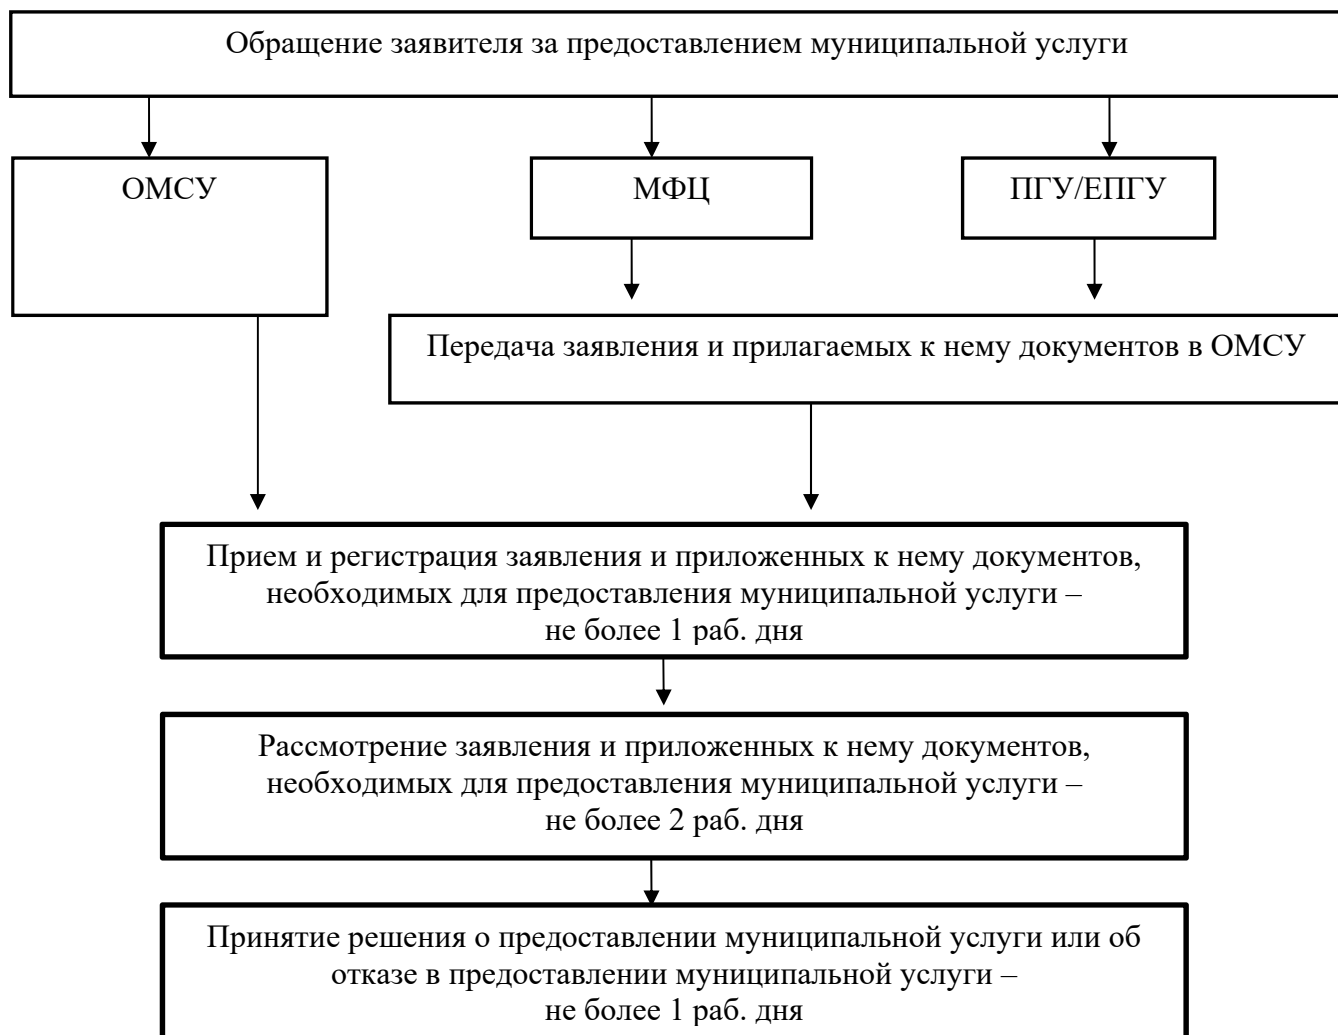 Обращение заявителя за предоставлением муниципальной услуги
ОМСУ
МФЦ
ПГУ/ЕПГУ
Передача заявления и прилагаемых к нему документов в ОМСУ
Прием и регистрация заявления и приложенных к нему документов,
необходимых для предоставления муниципальной услуги –
не более 1 раб. дня
Рассмотрение заявления и приложенных к нему документов,
необходимых для предоставления муниципальной услуги –
не более 2 раб. дня
Принятие решения о предоставлении муниципальной услуги или об
отказе в предоставлении муниципальной услуги –
не более 1 раб. дня